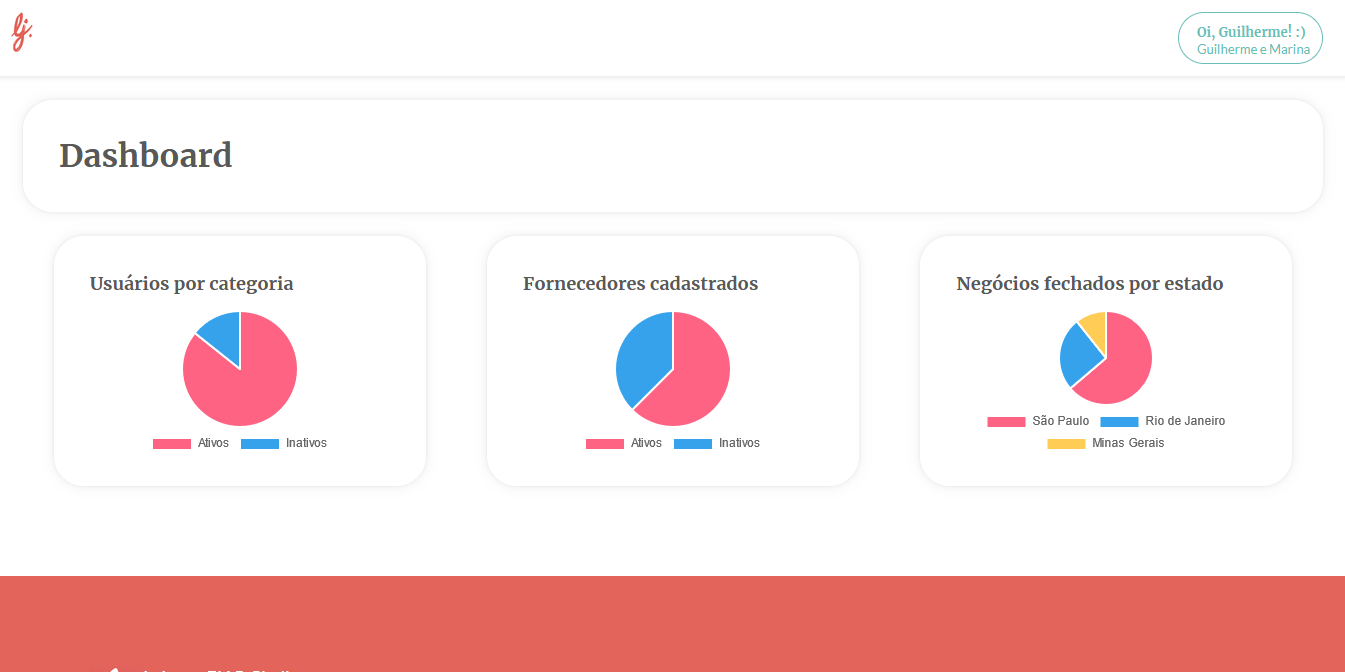 lj.
Oi, Guilherme! :)
Guilherme e Marina
Dashboard
Usuários por categoria
Ativos Inativos
Fornecedores cadastrados
Ativos Inativos
Negócios fechados por estado
São Paulo Rio de Janeiro
Minas Gerais